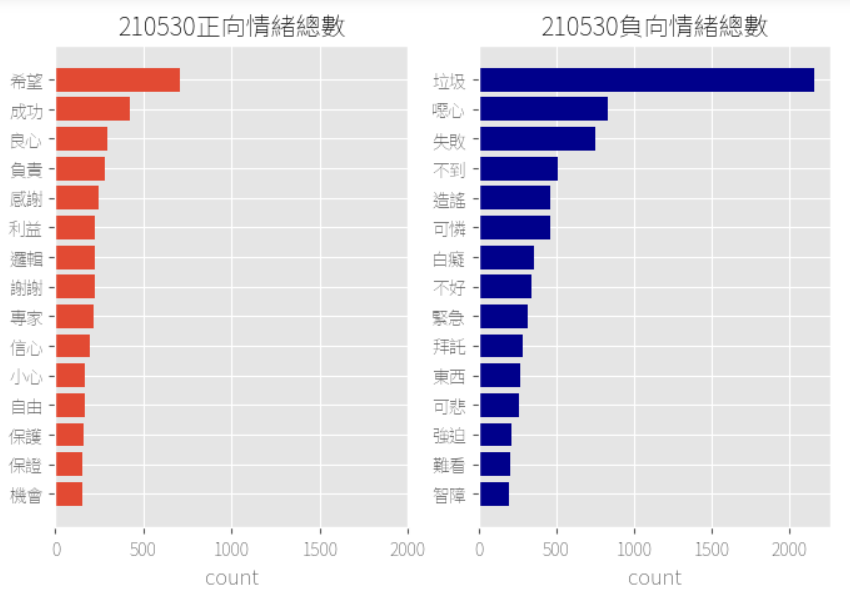 210530正向情緒總數
希望
成功
良心
負責
感謝
利益
邏輯
謝謝
專家
信心
小心
自由
保護
保證
機會
0 500 1000 1500 2000
count
210530負向情緒總數
垃圾
噁心
失敗
不到
造謠
可憐
白癡
不好
緊急
拜託
東西
可悲
強迫
難看
智障
0 500 1000 1500 2000
count